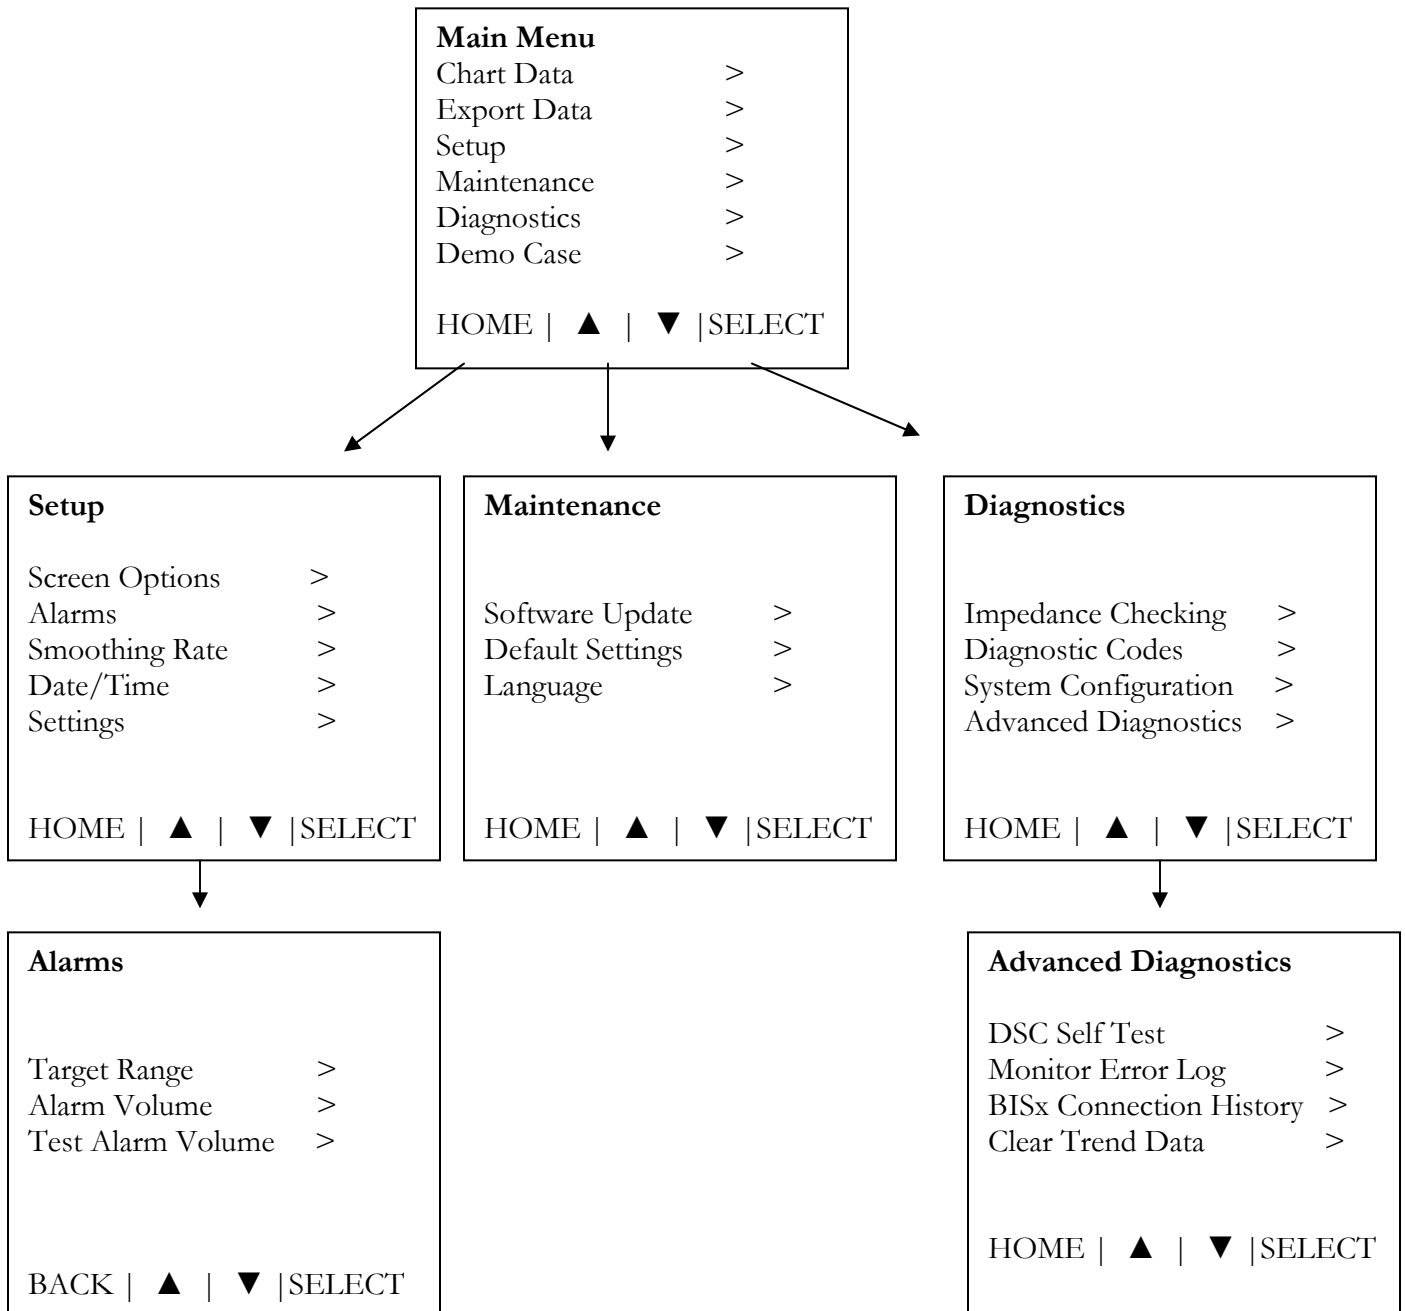 Main Menu
Chart Data >
Export Data >
Setup >
Maintenance >
Diagnostics >
Demo Case >
HOME | ▲ | ▼ |SELECT
Setup
Screen Options >
Alarms >
Smoothing Rate >
Date/Time >
Settings >
HOME | ▲ | ▼ |SELECT
Maintenance
Software Update >
Default Settings >
Language >
HOME | ▲ | ▼ |SELECT
Diagnostics
Impedance Checking >
Diagnostic Codes >
System Configuration >
Advanced Diagnostics >
HOME | ▲ | ▼ |SELECT
Alarms
Target Range >
Alarm Volume >
Test Alarm Volume >
BACK | ▲ | ▼ |SELECT
Advanced Diagnostics
DSC Self Test >
Monitor Error Log >
BISx Connection History >
Clear Trend Data >
HOME | ▲ | ▼ |SELECT